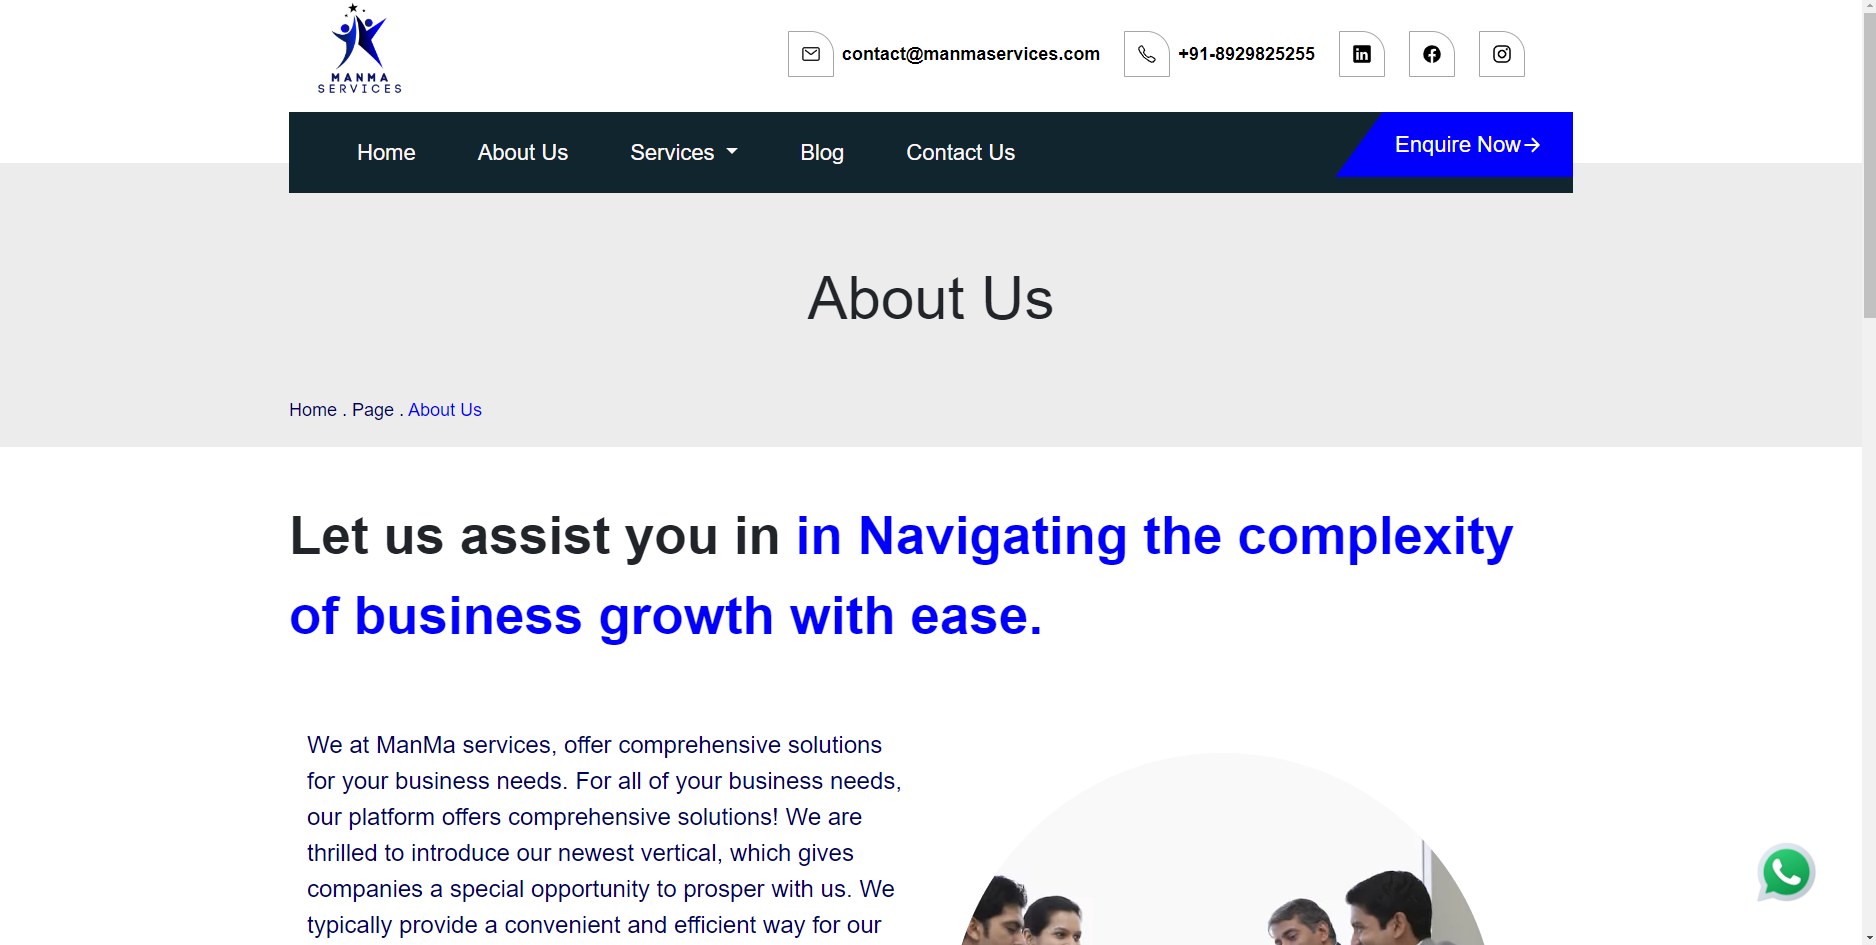 MANMA
SERVICES
contact@manmaservices.com
+91-8929825255
Home
About Us
Services
Blog
Contact Us
Enquire Now→
About Us
Home . Page . About Us
Let us assist you in in Navigating the complexity
of business growth with ease.
We at ManMa services, offer comprehensive solutions
for your business needs. For all of your business needs,
our platform offers comprehensive solutions! We are
thrilled to introduce our newest vertical, which gives
companies a special opportunity to prosper with us. We
typically provide a convenient and efficient way for our